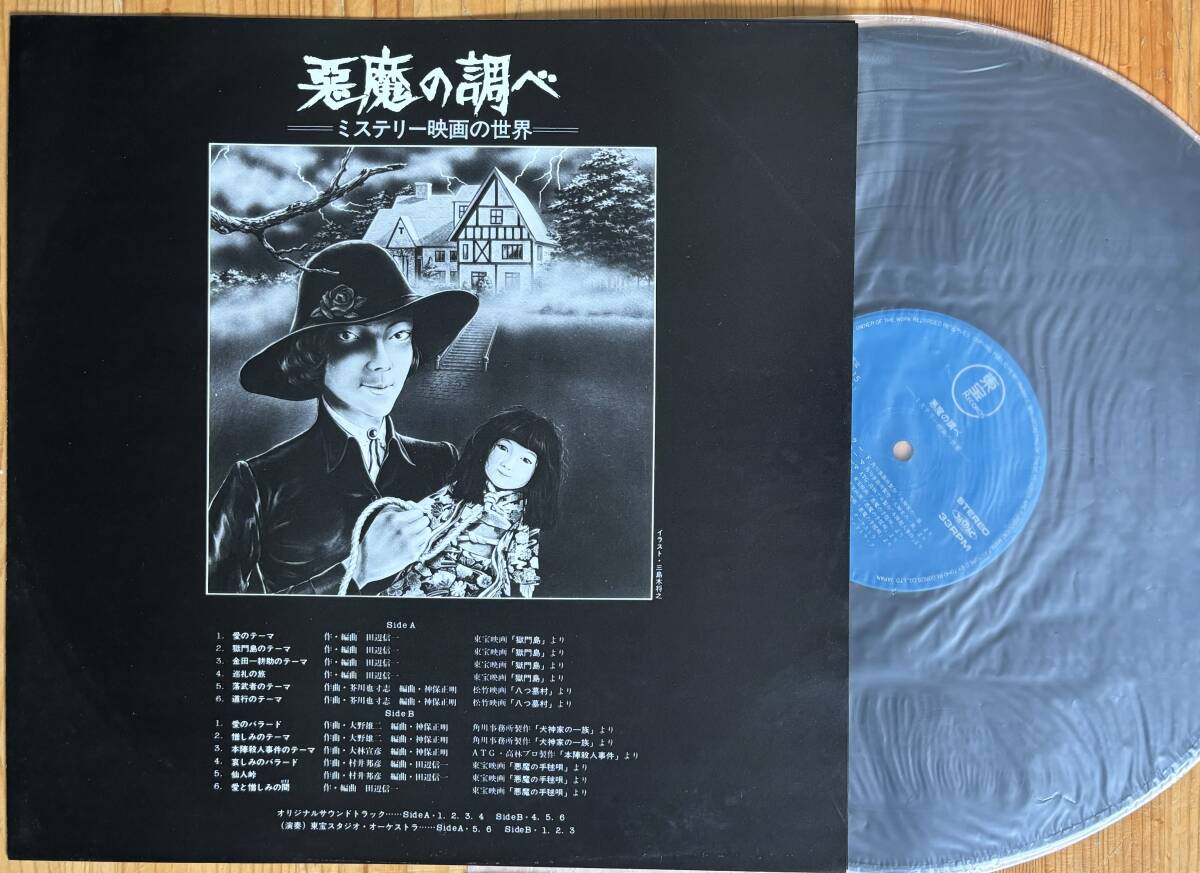 悪魔の調べ
ミステリー映画の世界
イラスト・三島木将之
Side A
1. 愛のテーマ 作・編曲 田辺信一 東宝映画「獄門島」より
2. 獄門島のテーマ 作・編曲 田辺信一 東宝映画「獄門島」より
3. 金田一耕助のテーマ 作・編曲 田辺信一 東宝映画「獄門島」より
4. 巡礼の旅 作・編曲 田辺信一 東宝映画「獄門島」より
5. 落武者のテーマ 作曲・芥川也寸志 編曲・神保正明 松竹映画「八つ墓村」より
6. 道行のテーマ 作曲・芥川也寸志 編曲・神保正明 松竹映画「八つ墓村」より
Side B
1. 愛のバラード 作曲・大野雄二 編曲・神保正明 角川事務所製作「犬神家の一族」より
2. 憎しみのテーマ 作曲・大野雄二 編曲・神保正明 角川事務所製作「犬神家の一族」より
3. 本陣殺人事件のテーマ 作曲・大林宣彦 編曲・神保正明 ATG・高林プロ製作「本陣殺人事件」より
4. 哀しみのバラード 作曲・村井邦彦 編曲・田辺信一 東宝映画「悪魔の手毬唄」より
5. 仙人峠 作曲・村井邦彦 編曲・田辺信一 東宝映画「悪魔の手毬唄」より
6. 愛と憎しみの間 作・編曲 田辺信一 東宝映画「悪魔の手毬唄」より
オリジナルサウンドトラック……Side A・1. 2. 3. 4 Side B・4. 5. 6
(演奏) 東宝スタジオ・オーケストラ……Side A・5. 6 Side B・1. 2. 3
東宝
RECORDS
悪魔の調べ
STEREO
33RPM